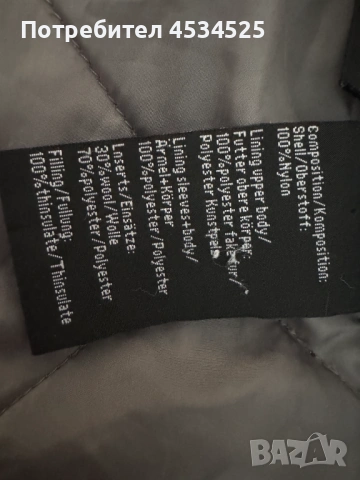 Потребител 4534525
Composition/Komposition:
Shell/Oberstoff:
100%Nylon
Lining upper body/
Futter obere Körper:
100%polyester fake fur/
Polyester Kunstpelz
Lining sleeves+body/
Ärmel+Körper
100%polyester/Polyester
Inserts/Einsätze:
30%wool/Wolle
70%polyester/Polyester
Filling/Füllung:
100%thinsulate/Thinsulate
BAZAR